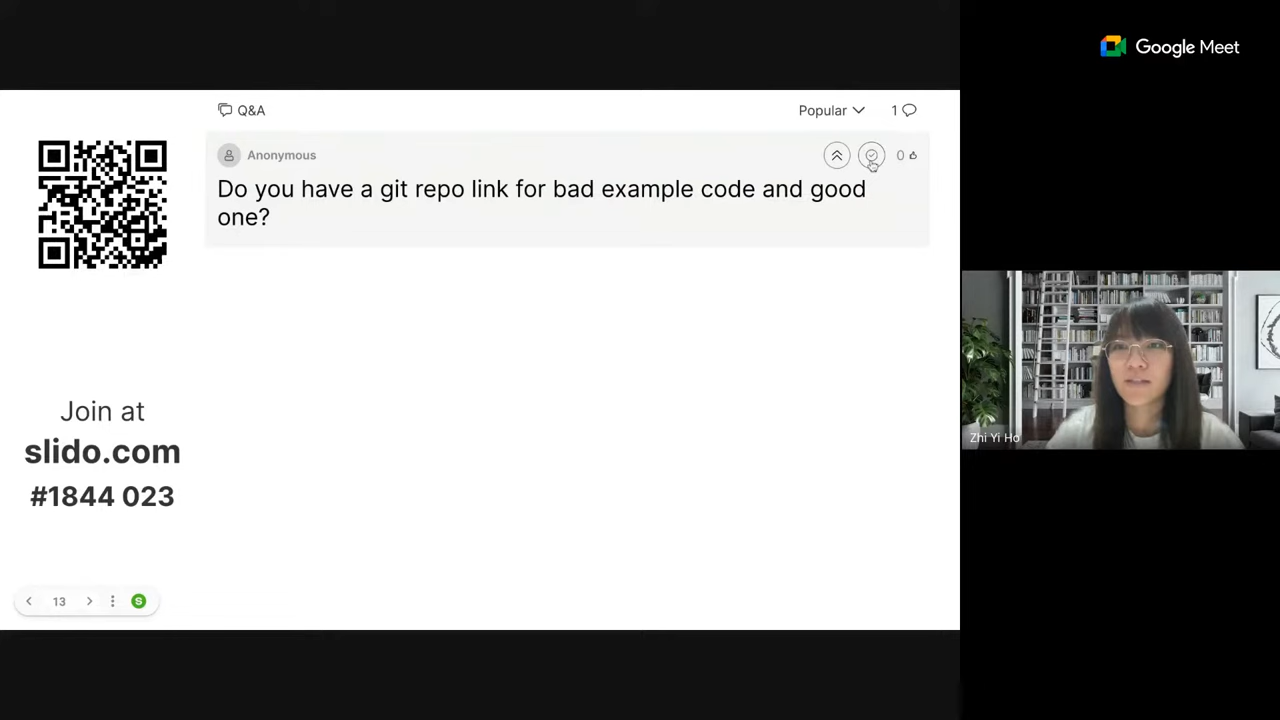 Google Meet
Q&A
Popular
1
Anonymous
0
Do you have a git repo link for bad example code and good
one?
Join at
slido.com
#1844 023
13
S
Zhi Yi Ho